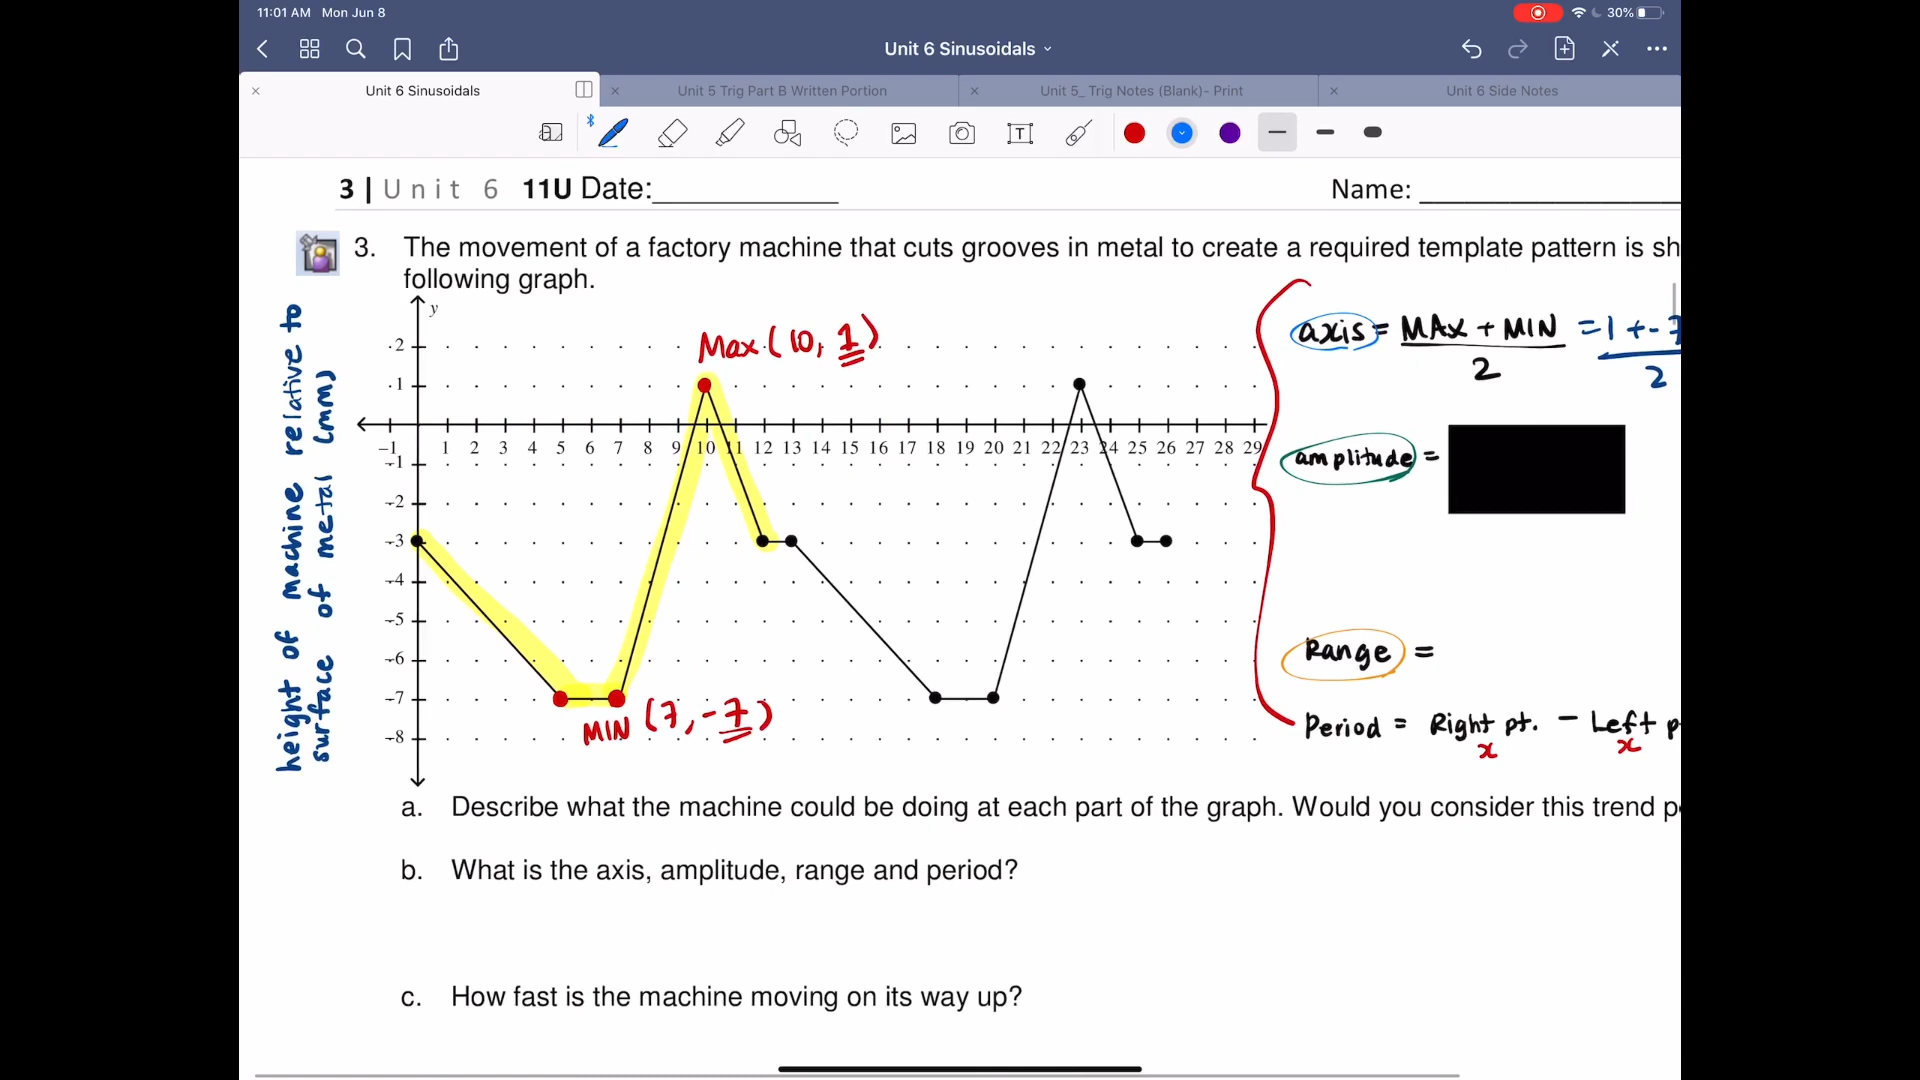 11:01 AM Mon Jun 8
30%
Unit 6 Sinusoidals
Unit 6 Sinusoidals
Unit 5 Trig Part B Written Portion
Unit 5_ Trig Notes (Blank)- Print
Unit 6 Side Notes
3 | Unit 6 11U Date:____________ Name: ____________
3. The movement of a factory machine that cuts grooves in metal to create a required template pattern is sh
following graph.
height of machine relative to
surface of metal (mm)
y
2
1
-1 1 2 3 4 5 6 7 8 9 10 11 12 13 14 15 16 17 18 19 20 21 22 23 24 25 26 27 28 29
-1
-2
-3
-4
-5
-6
-7
-8
Max (10, 1)
MIN (7, -7)
axis = MAX + MIN = 1 + -7
2 2
amplitude =
Range =
Period = Right pt. - Left p
x x
a. Describe what the machine could be doing at each part of the graph. Would you consider this trend p
b. What is the axis, amplitude, range and period?
c. How fast is the machine moving on its way up?